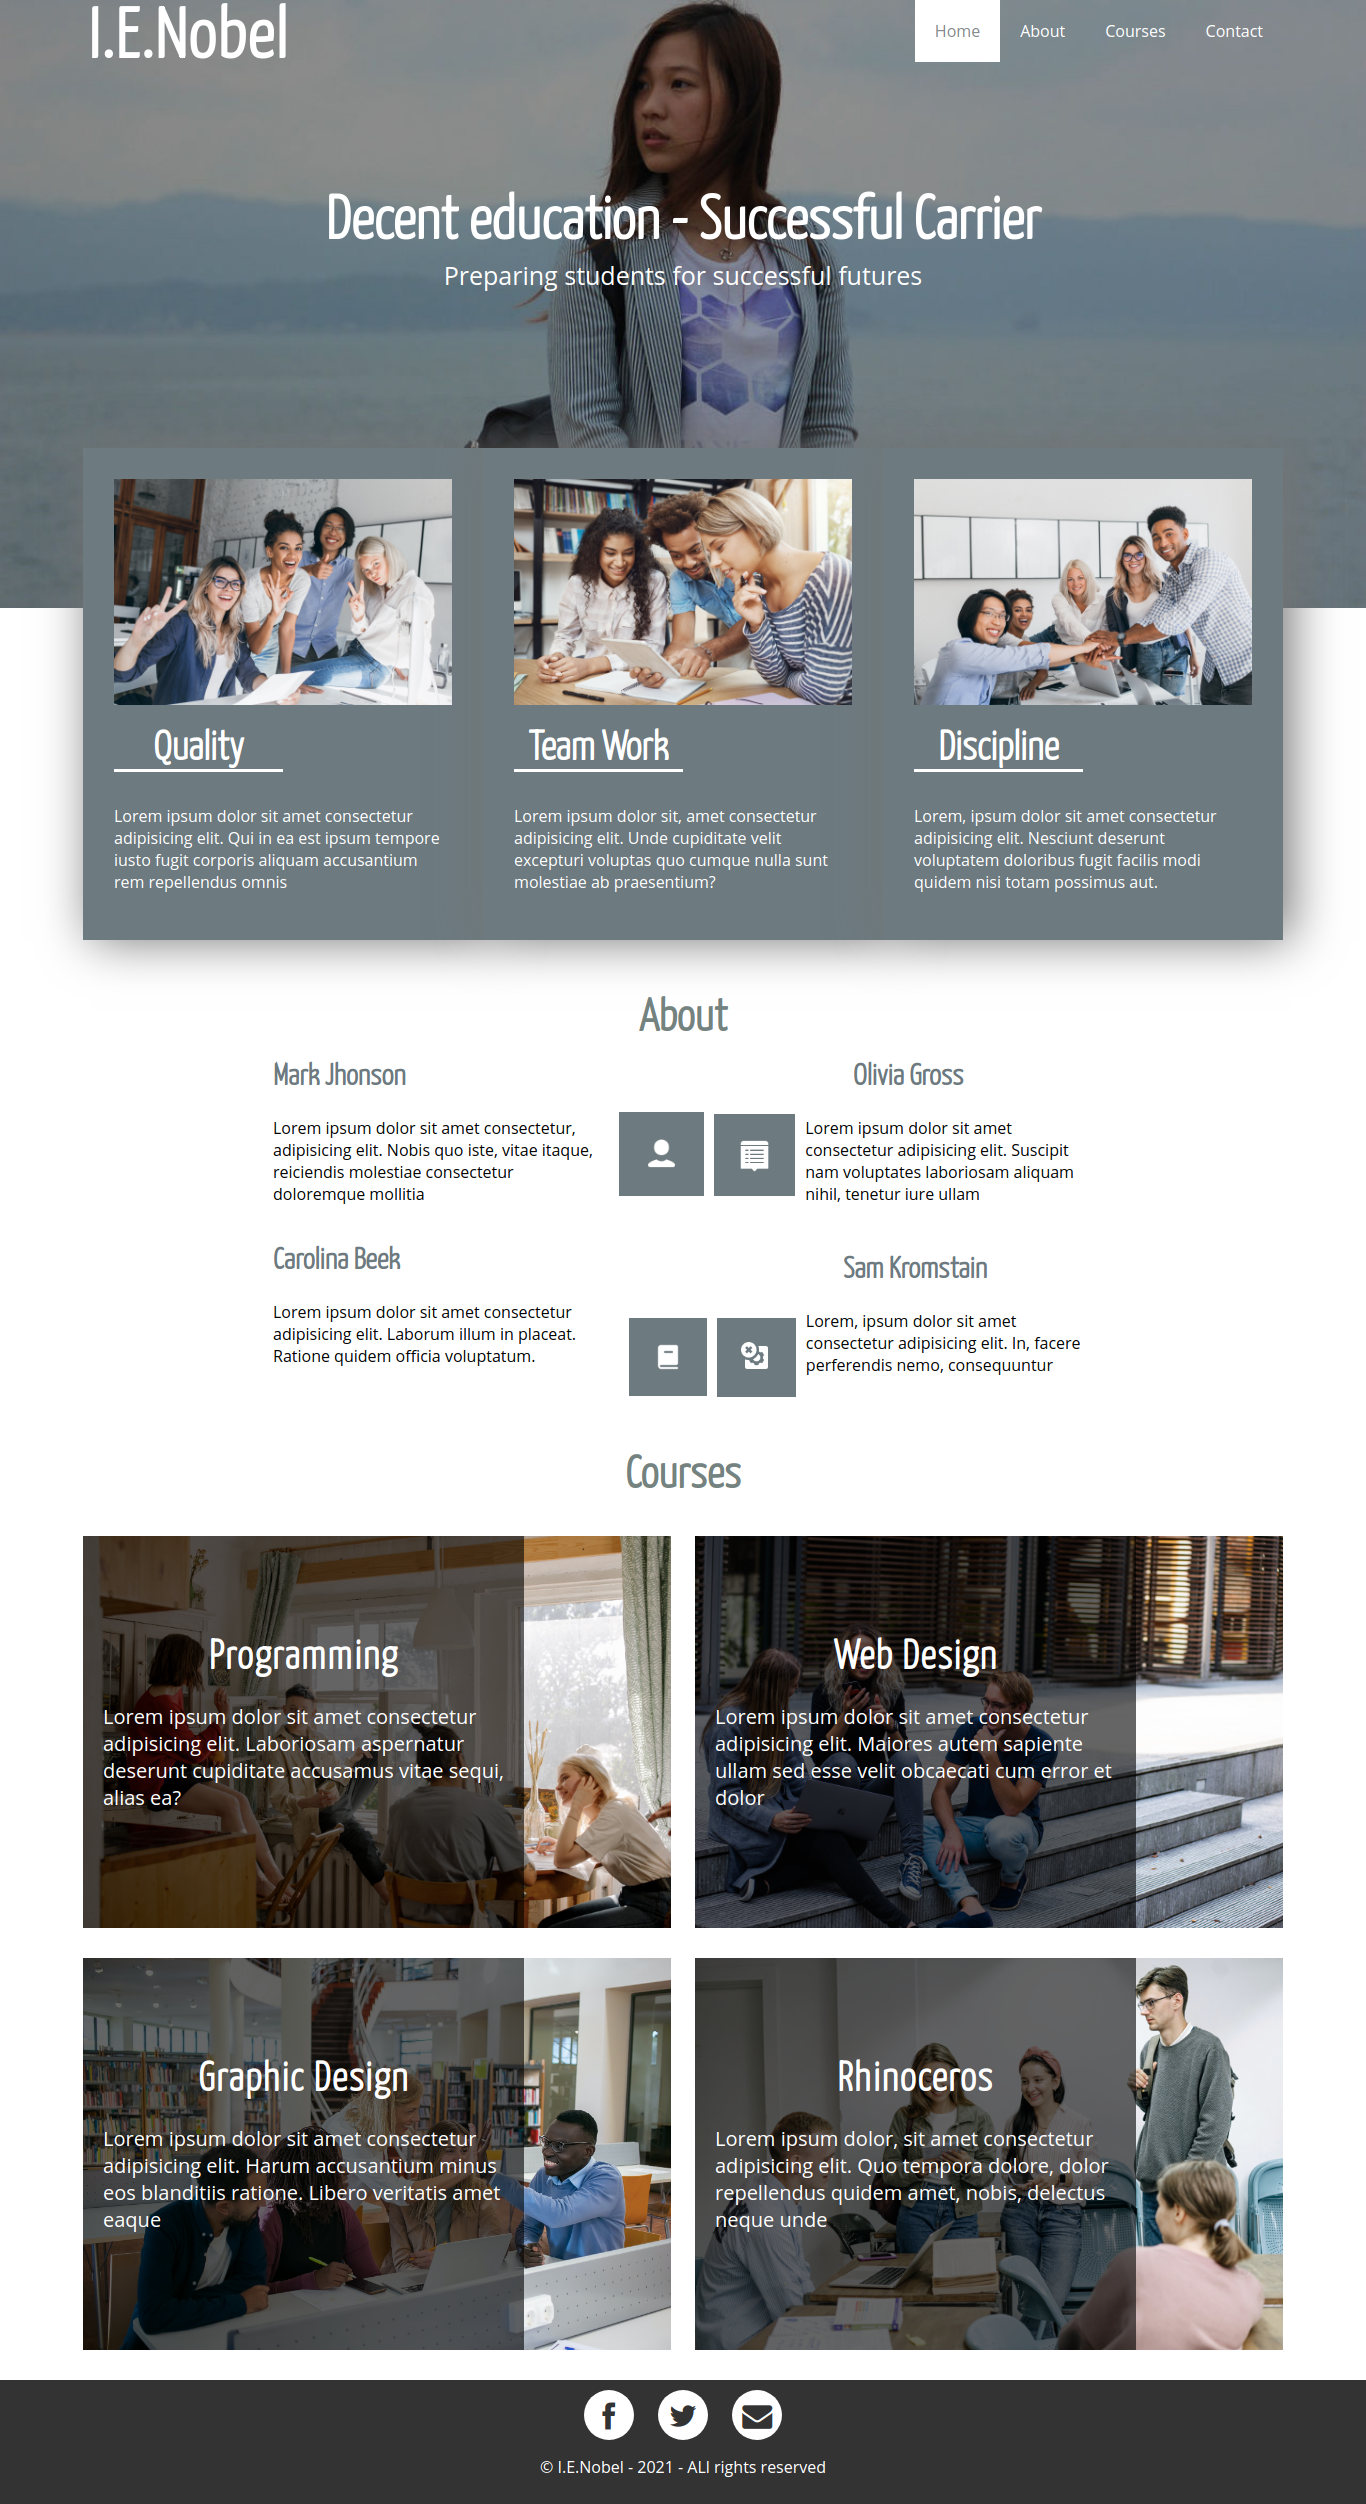 I.E.Nobel
Home About Courses Contact
Decent education - Successful Carrier
Preparing students for successful futures
Quality
Lorem ipsum dolor sit amet consectetur
adipisicing elit. Qui in ea est ipsum tempore
iusto fugit corporis aliquam accusantium
rem repellendus omnis
Team Work
Lorem ipsum dolor sit, amet consectetur
adipisicing elit. Unde cupiditate velit
excepturi voluptas quo cumque nulla sunt
molestiae ab praesentium?
Discipline
Lorem, ipsum dolor sit amet consectetur
adipisicing elit. Nesciunt deserunt
voluptatem doloribus fugit facilis modi
quidem nisi totam possimus aut.
About
Mark Jhonson
Lorem ipsum dolor sit amet consectetur,
adipisicing elit. Nobis quo iste, vitae itaque,
reiciendis molestiae consectetur
doloremque mollitia
Olivia Gross
Lorem ipsum dolor sit amet
consectetur adipisicing elit. Suscipit
nam voluptates laboriosam aliquam
nihil, tenetur iure ullam
Carolina Beek
Lorem ipsum dolor sit amet consectetur
adipisicing elit. Laborum illum in placeat.
Ratione quidem officia voluptatum.
Sam Kromstain
Lorem, ipsum dolor sit amet
consectetur adipisicing elit. In, facere
perferendis nemo, consequuntur
Courses
Programming
Lorem ipsum dolor sit amet consectetur
adipisicing elit. Laboriosam aspernatur
deserunt cupiditate accusamus vitae sequi,
alias ea?
Web Design
Lorem ipsum dolor sit amet consectetur
adipisicing elit. Maiores autem sapiente
ullam sed esse velit obcaecati cum error et
dolor
Graphic Design
Lorem ipsum dolor sit amet consectetur
adipisicing elit. Harum accusantium minus
eos blanditiis ratione. Libero veritatis amet
eaque
Rhinoceros
Lorem ipsum dolor, sit amet consectetur
adipisicing elit. Quo tempora dolore, dolor
repellendus quidem amet, nobis, delectus
neque unde
© I.E.Nobel - 2021 - ALl rights reserved